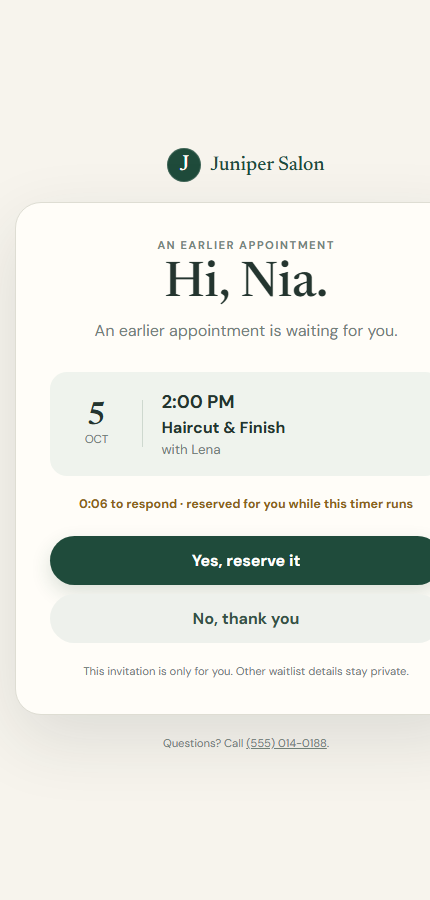 J Juniper Salon
AN EARLIER APPOINTMENT
Hi, Nia.
An earlier appointment is waiting for you.
5
OCT
2:00 PM
Haircut & Finish
with Lena
0:06 to respond · reserved for you while this timer runs
Yes, reserve it
No, thank you
This invitation is only for you. Other waitlist details stay private.
Questions? Call (555) 014-0188.